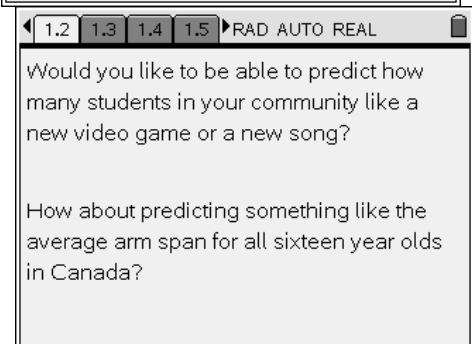 1.2 1.3 1.4 1.5 RAD AUTO REAL
Would you like to be able to predict how
many students in your community like a
new video game or a new song?
How about predicting something like the
average arm span for all sixteen year olds
in Canada?